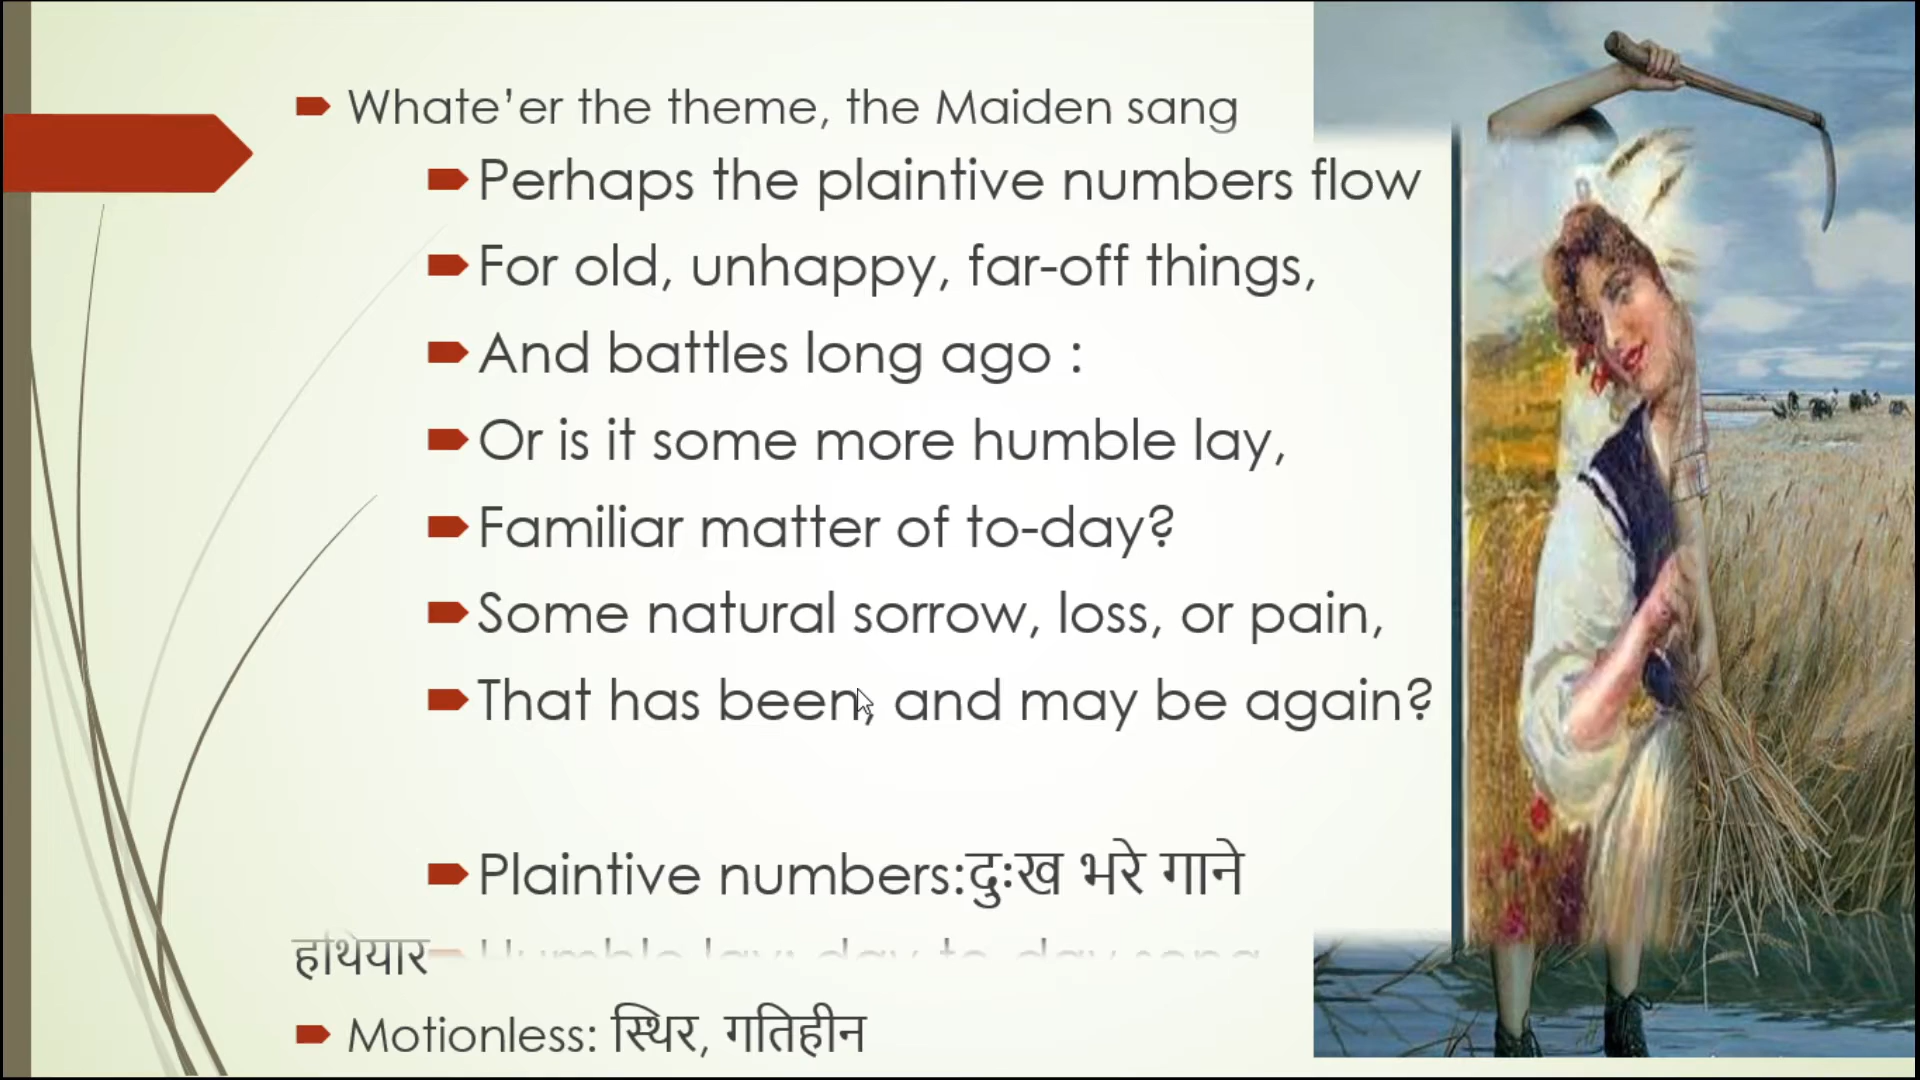 Whate’er the theme, the Maiden sang
Perhaps the plaintive numbers flow
For old, unhappy, far-off things,
And battles long ago :
Or is it some more humble lay,
Familiar matter of to-day?
Some natural sorrow, loss, or pain,
That has been, and may be again?
Plaintive numbers:दुःख भरे गाने
हथियार
Motionless: स्थिर, गतिहीन